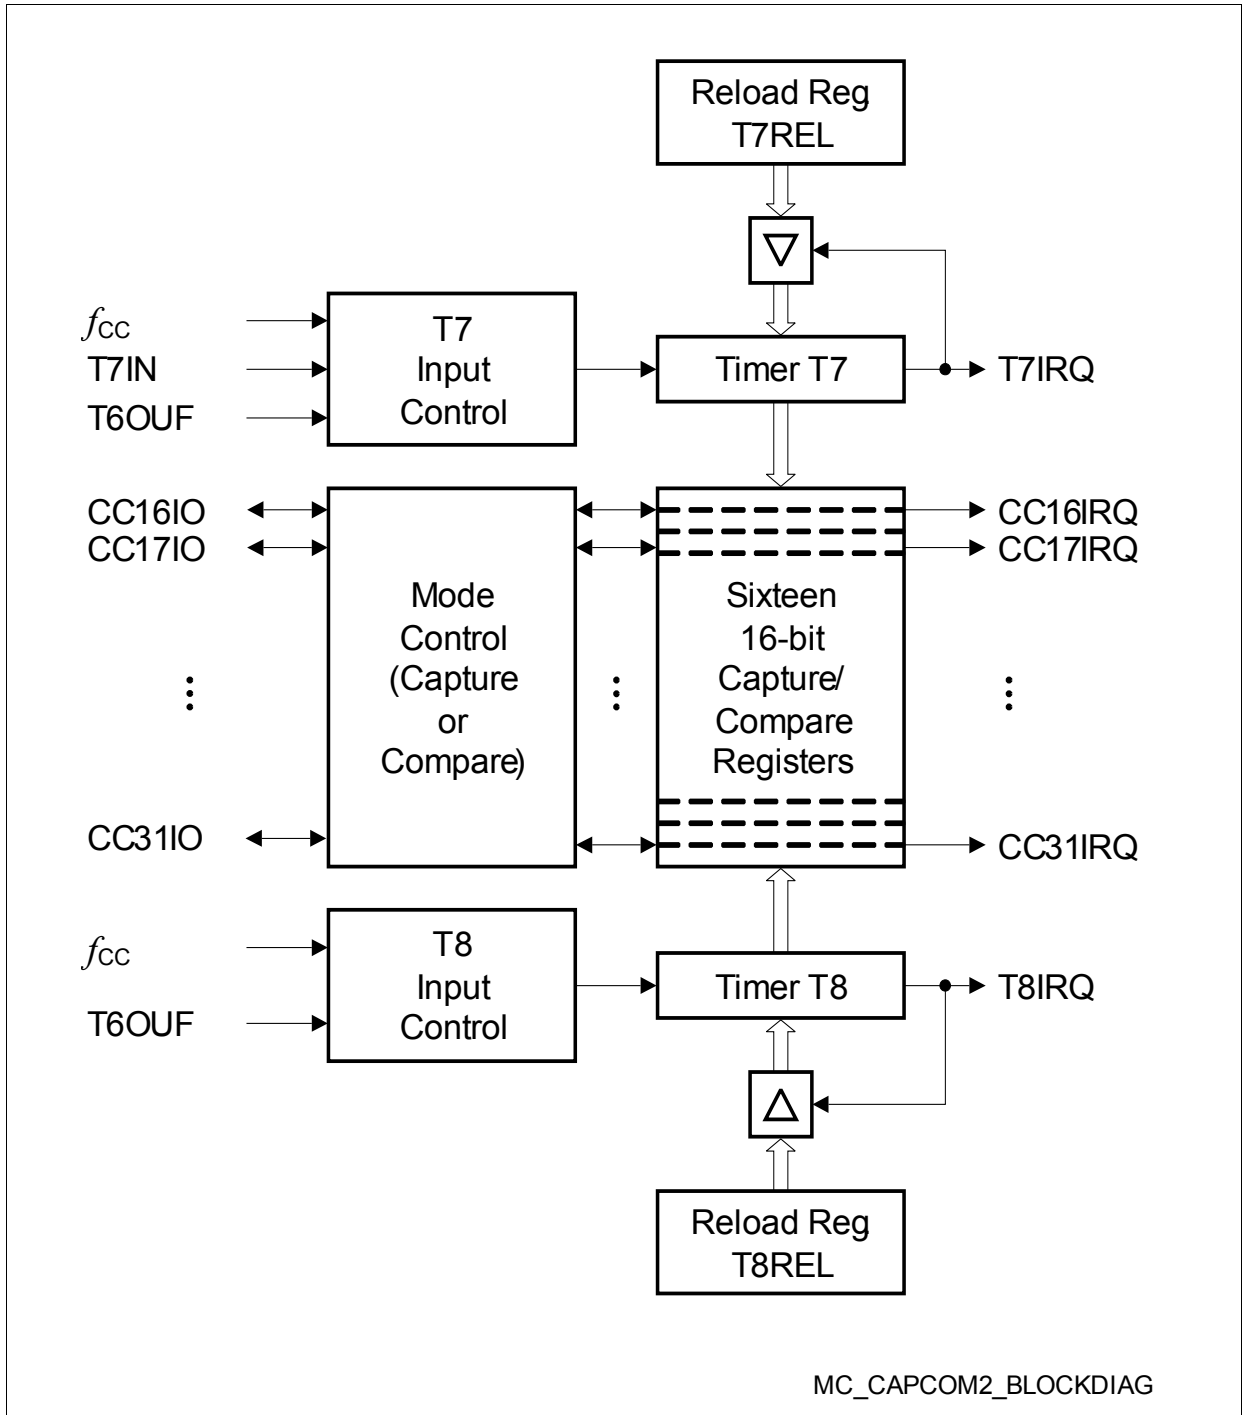 Reload Reg.
T7REL
fCC
T7IN
T6OUF
T7
Input
Control
Timer T7
T7IRQ
CC16IO
CC17IO
CC31IO
Mode
Control
(Capture
or
Compare)
Sixteen
16-bit
Capture/
Compare
Registers
CC16IRQ
CC17IRQ
CC31IRQ
fCC
T6OUF
T8
Input
Control
Timer T8
T8IRQ
Reload Reg.
T8REL
MC_CAPCOM2_BLOCKDIAG